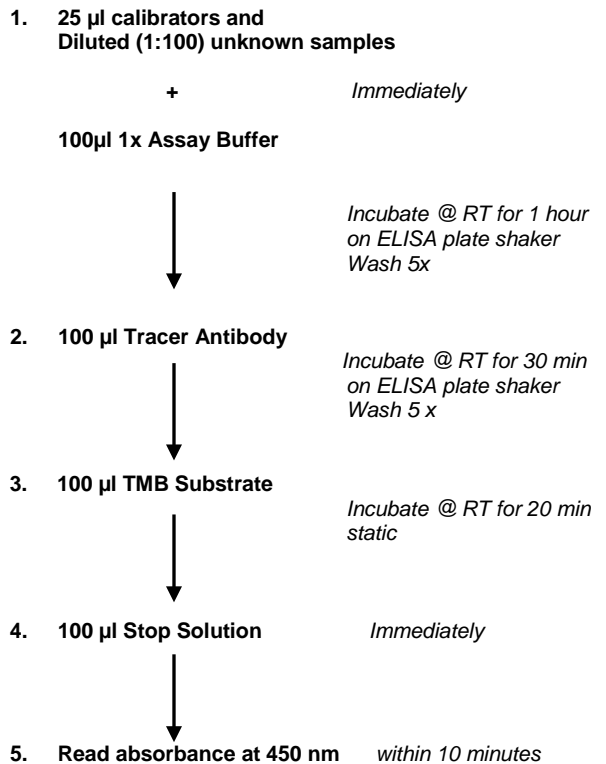 1. 25 µl calibrators and
Diluted (1:100) unknown samples
+ Immediately
100µl 1x Assay Buffer
Incubate @ RT for 1 hour
on ELISA plate shaker
Wash 5x
2. 100 µl Tracer Antibody
Incubate @ RT for 30 min
on ELISA plate shaker
Wash 5 x
3. 100 µl TMB Substrate
Incubate @ RT for 20 min
static
4. 100 µl Stop Solution Immediately
5. Read absorbance at 450 nm within 10 minutes